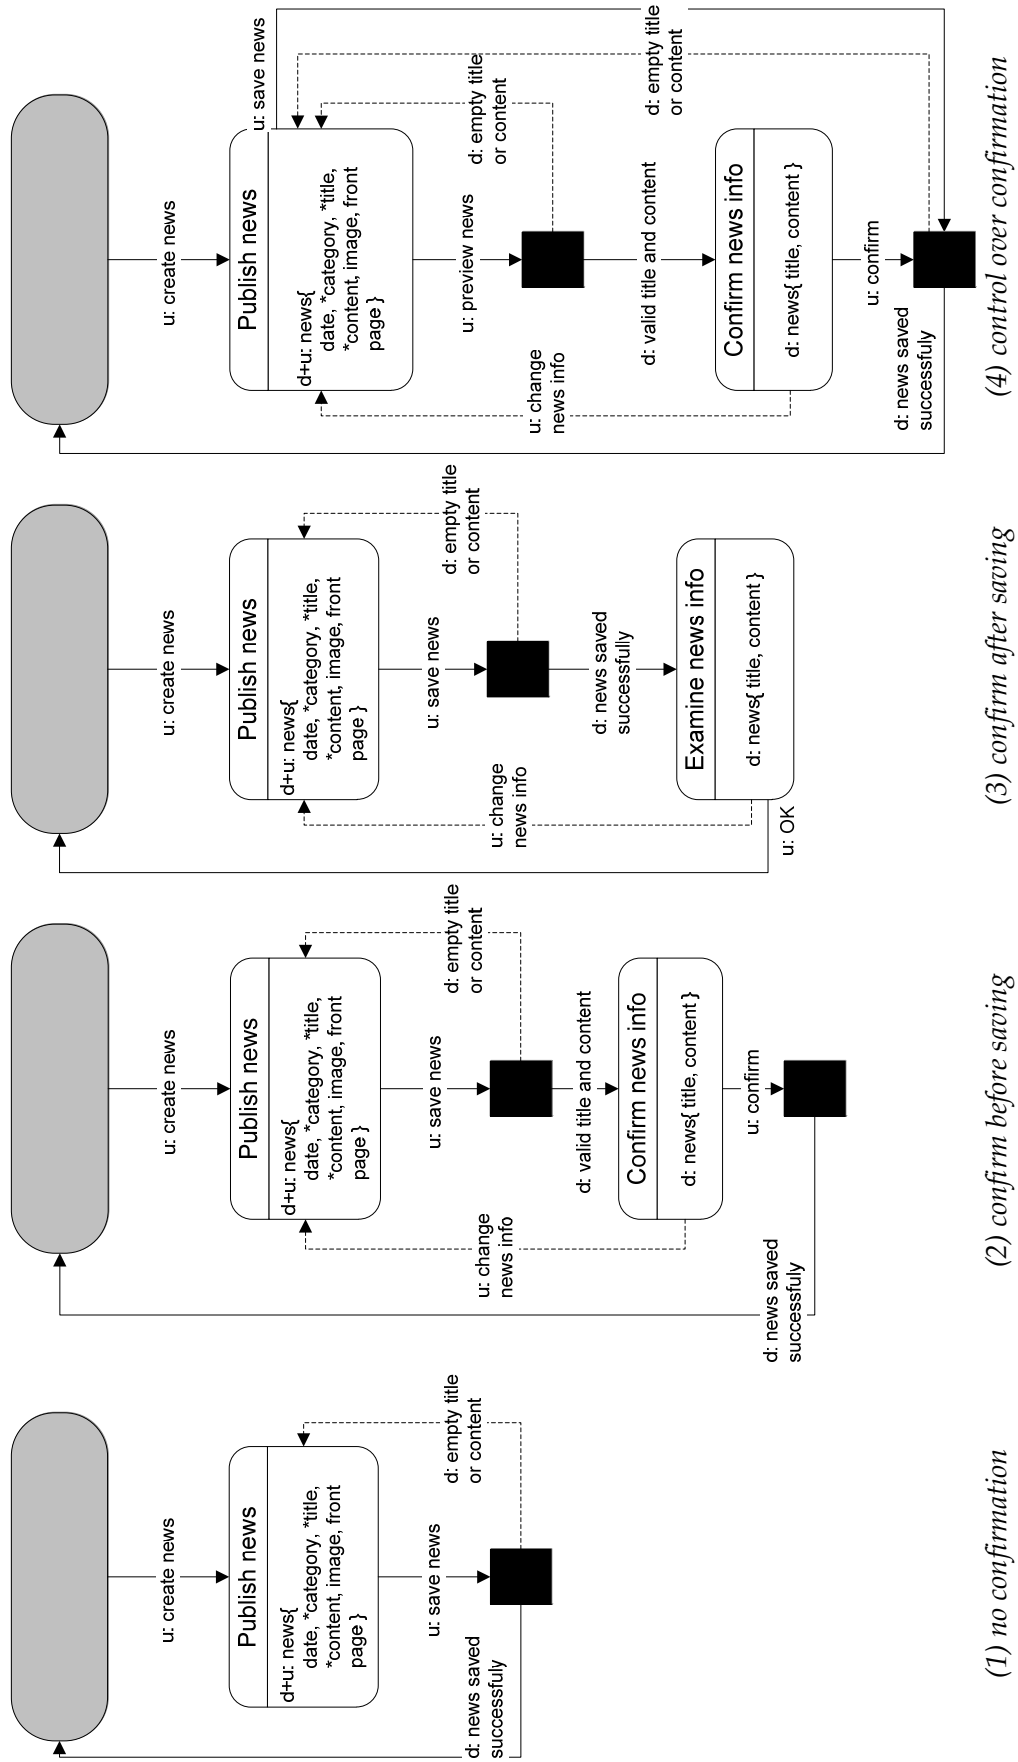 u: create news
Publish news
d+u: news{
date, *category, *title,
*content, image, front
page }
u: save news
d: empty title
or content
d: news saved
successfuly
(1) no confirmation
u: create news
Publish news
d+u: news{
date, *category, *title,
*content, image, front
page }
u: change
news info
u: save news
d: empty title
or content
d: valid title and content
Confirm news info
d: news{ title, content }
u: confirm
d: news saved
successfuly
(2) confirm before saving
u: create news
Publish news
d+u: news{
date, *category, *title,
*content, image, front
page }
u: change
news info
u: save news
d: empty title
or content
d: news saved
successfully
Examine news info
d: news{ title, content }
u: OK
(3) confirm after saving
u: create news
u: save news
Publish news
d+u: news{
date, *category, *title,
*content, image, front
page }
u: change
news info
u: preview news
d: empty title
or content
d: empty title
or content
d: valid title and content
Confirm news info
d: news{ title, content }
u: confirm
d: news saved
successfuly
(4) control over confirmation